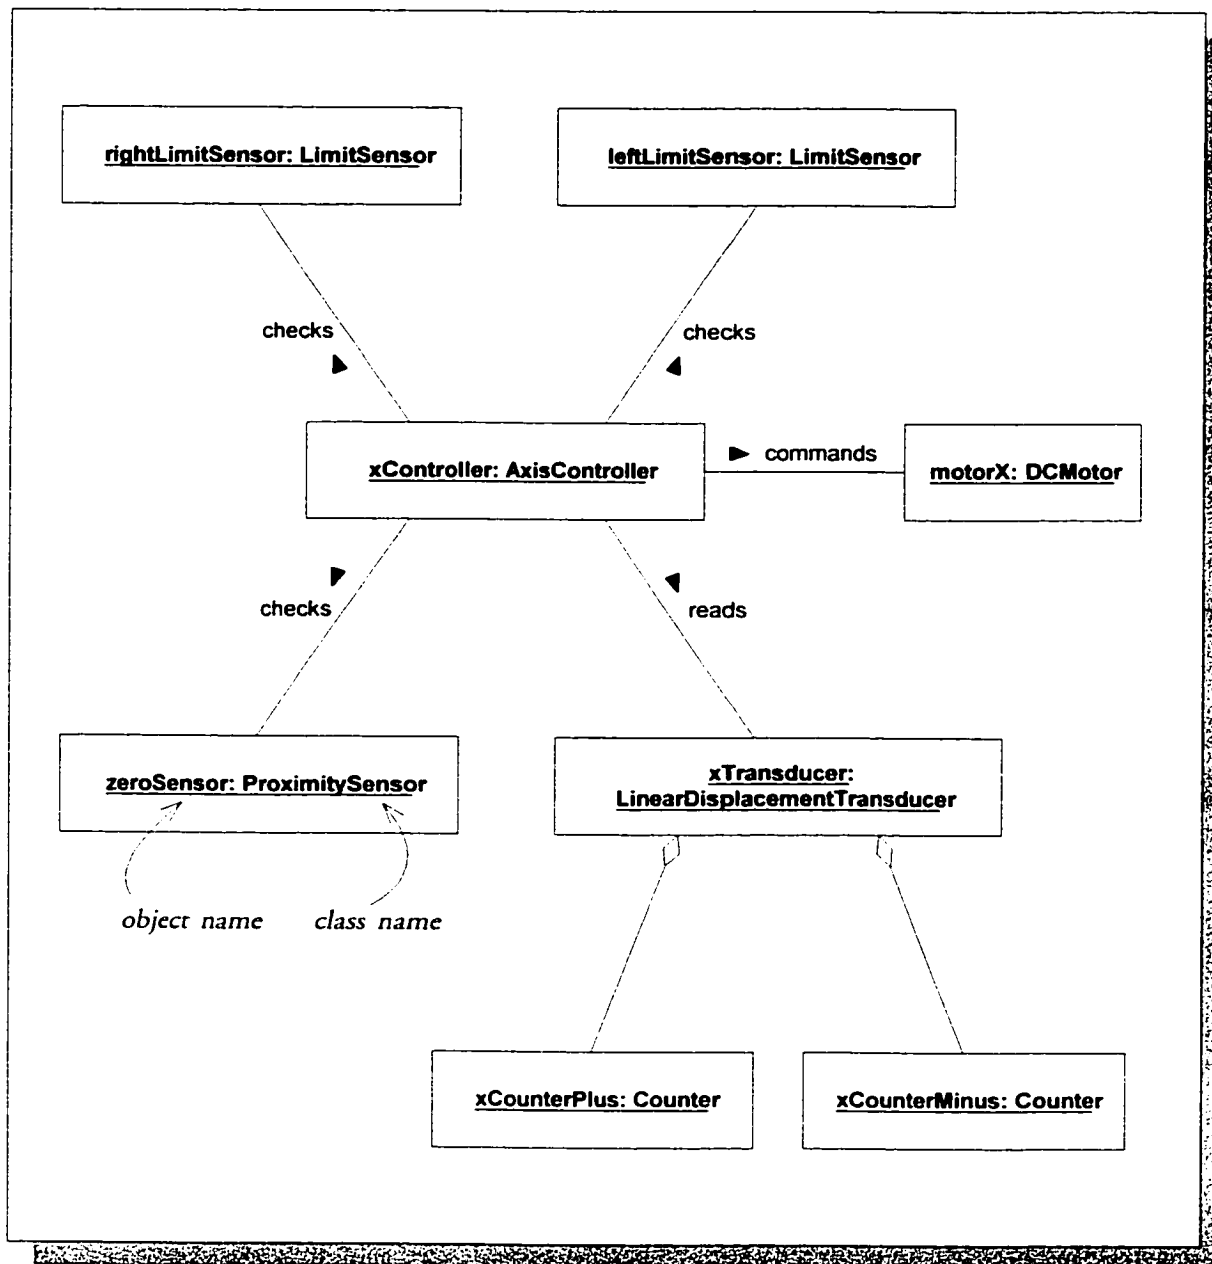 rightLimitSensor: LimitSensor
leftLimitSensor: LimitSensor
checks
checks
xController: AxisController
commands
motorX: DCMotor
checks
reads
zeroSensor: ProximitySensor
xTransducer:
LinearDisplacementTransducer
object name
class name
xCounterPlus: Counter
xCounterMinus: Counter